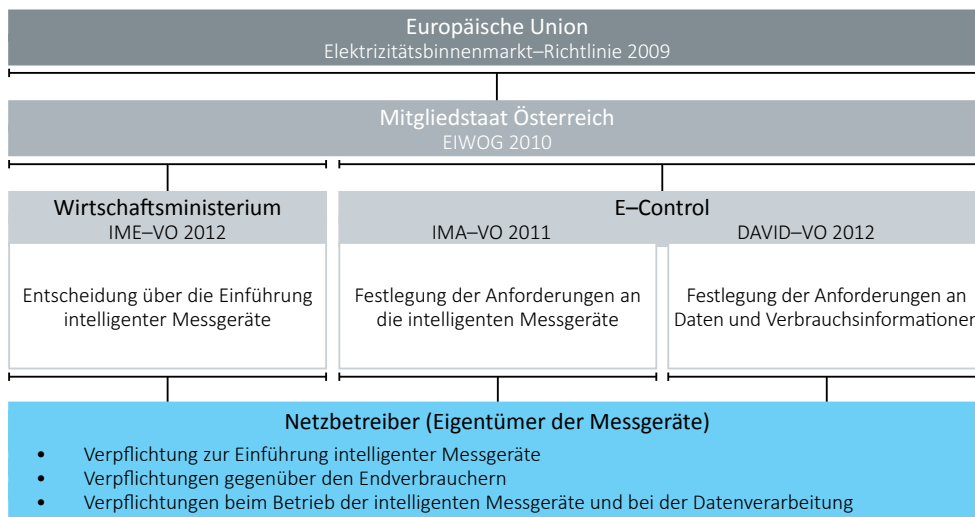 Europäische Union
Elektrizitätsbinnenmarkt–Richtlinie 2009
Mitgliedstaat Österreich
EIWOG 2010
Wirtschaftsministerium
IME–VO 2012
E–Control
IMA–VO 2011
DAVID–VO 2012
Entscheidung über die Einführung
intelligenter Messgeräte
Festlegung der Anforderungen an
die intelligenten Messgeräte
Festlegung der Anforderungen an
Daten und Verbrauchsinformationen
Netzbetreiber (Eigentümer der Messgeräte)
• Verpflichtung zur Einführung intelligenter Messgeräte
• Verpflichtungen gegenüber den Endverbrauchern
• Verpflichtungen beim Betrieb der intelligenten Messgeräte und bei der Datenverarbeitung